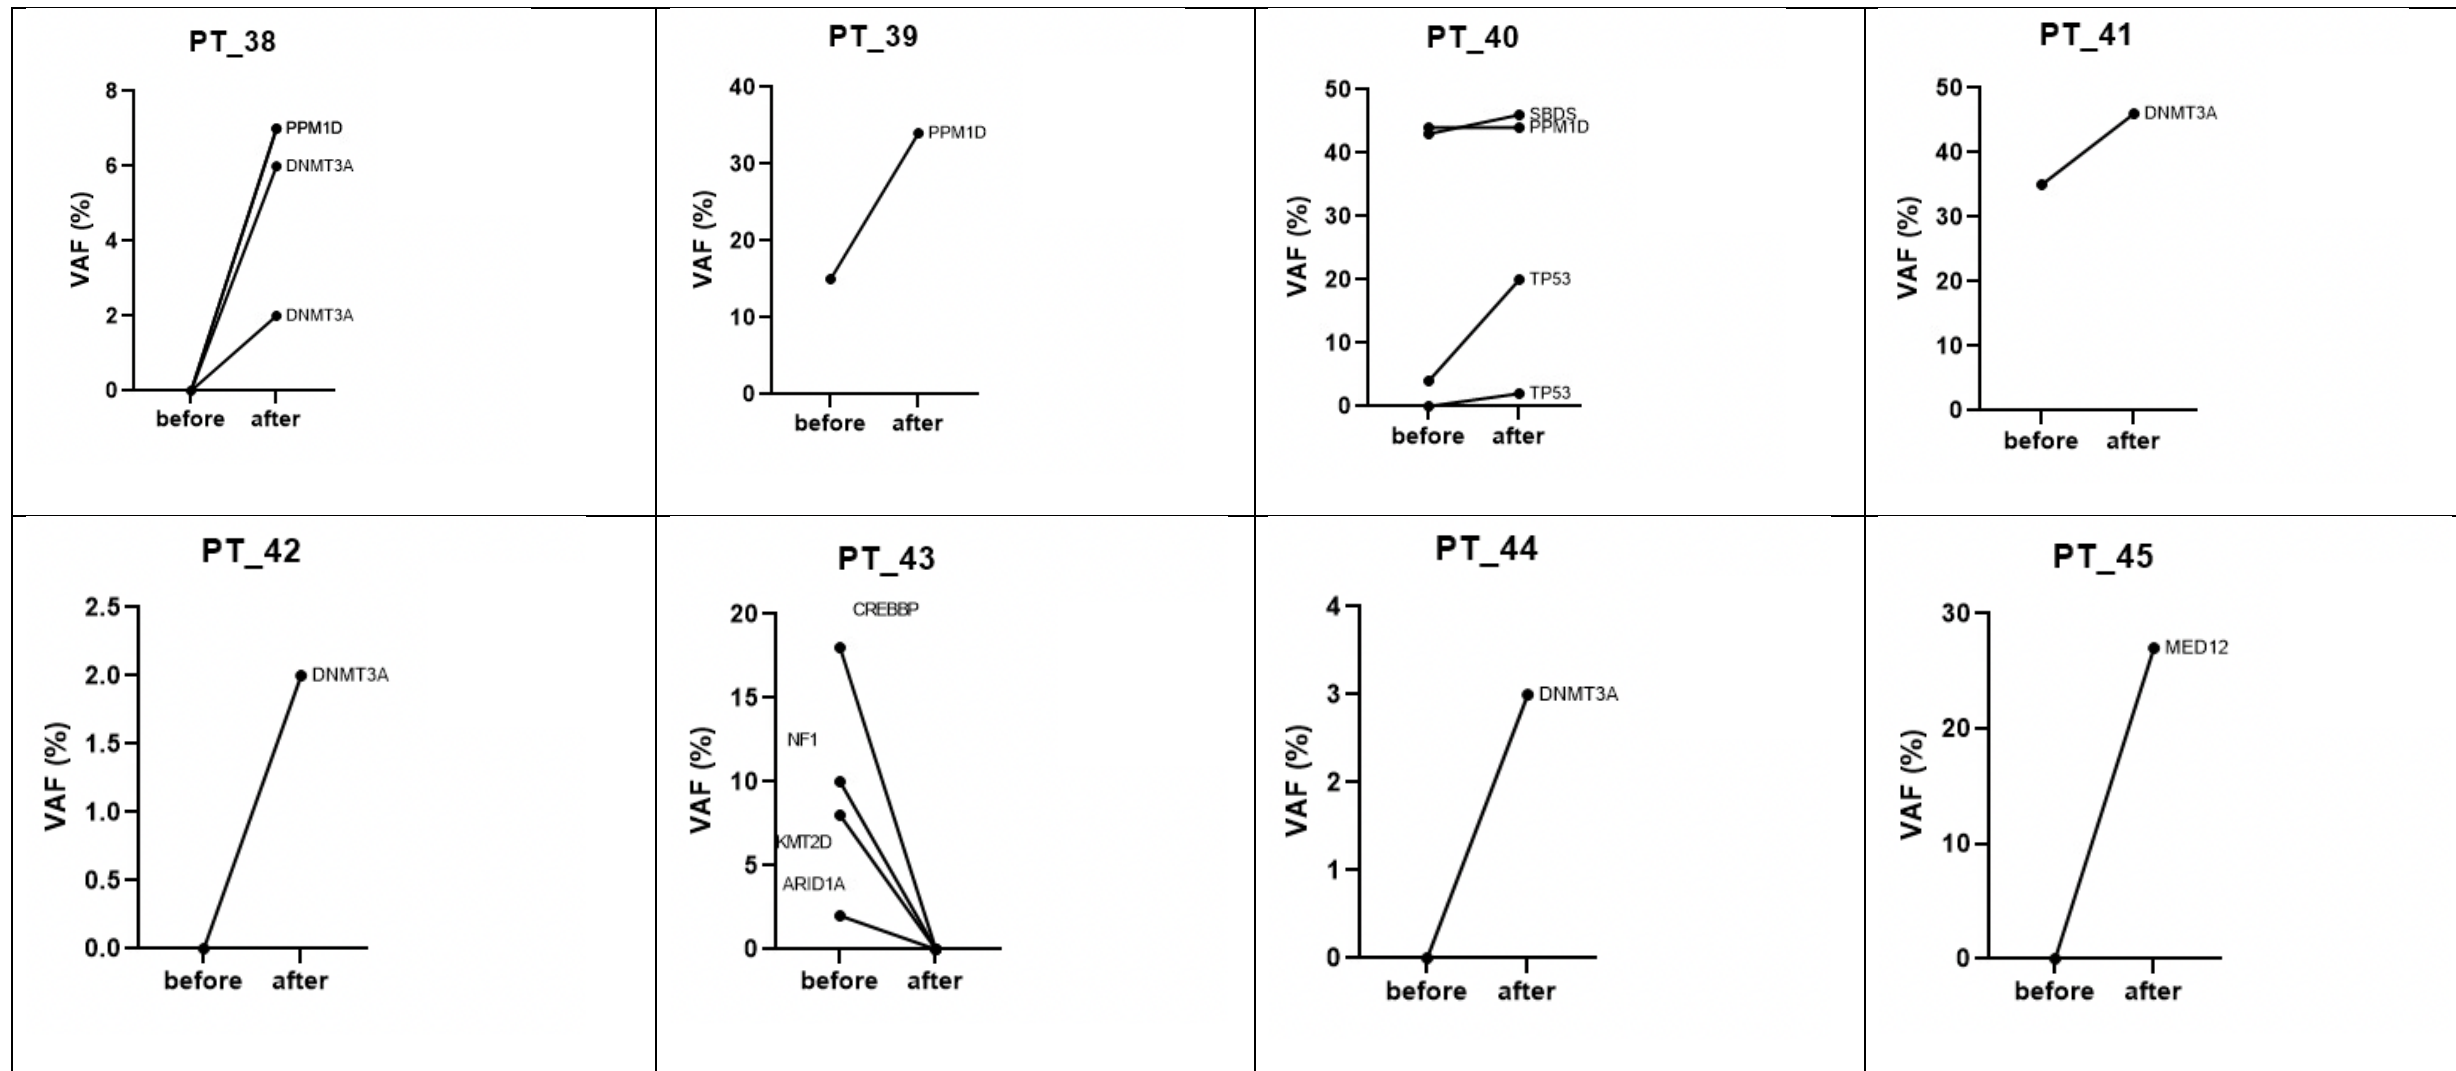 PT_38
8
PPM1D
6
DNMT3A
4
DNMT3A
2
0
VAF (%)
before after
PT_39
40
PPM1D
30
20
10
0
VAF (%)
before after
PT_40
50
SBDS
PPM1D
40
30
20
TP53
10
TP53
0
VAF (%)
before after
PT_41
50
DNMT3A
40
30
20
10
0
VAF (%)
before after
PT_42
2.5
2.0
DNMT3A
1.5
1.0
0.5
0.0
VAF (%)
before after
PT_43
CREBBP
20
15
NF1
10
KMT2D
5
ARID1A
0
VAF (%)
before after
PT_44
4
3
DNMT3A
2
1
0
VAF (%)
before after
PT_45
30
MED12
20
10
0
VAF (%)
before after